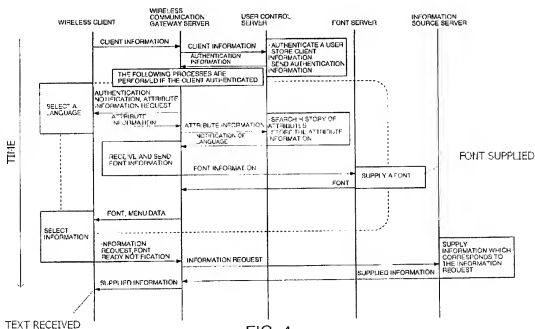 WIRELESS CLIENT
WIRELESS
COMMUNICATION
GATEWAY SERVER
USER CONTROL
SERVER
FONT SERVER
INFORMATION
SOURCE SERVER
CLIENT INFORMATION
CLIENT INFORMATION
AUTHENTICATION
INFORMATION
·AUTHENTICATE A USER
·STORE CLIENT
INFORMATION
·SEND AUTHENTICATION
INFORMATION
THE FOLLOWING PROCESSES ARE
PERFORMED IF THE CLIENT AUTHENTICATED
SELECT A
LANGUAGE
AUTHENTICATION
NOTIFICATION, ATTRIBUTE
INFORMATION REQUEST
ATTRIBUTE
INFORMATION
ATTRIBUTE INFORMATION
NOTIFICATION OF
LANGUAGE
·SEARCH HISTORY OF
ATTRIBUTES
·STORE THE ATTRIBUTE
INFORMATION
TIME
RECEIVE AND SEND
FONT INFORMATION
FONT INFORMATION
SUPPLY A FONT
FONT SUPPLIED
FONT
FONT, MENU DATA
SELECT
INFORMATION
INFORMATION
REQUEST, FONT
READY NOTIFICATION
INFORMATION REQUEST
SUPPLY
INFORMATION WHICH
CORRESPONDS TO
THE INFORMATION
REQUEST
SUPPLIED INFORMATION
SUPPLIED INFORMATION
TEXT RECEIVED